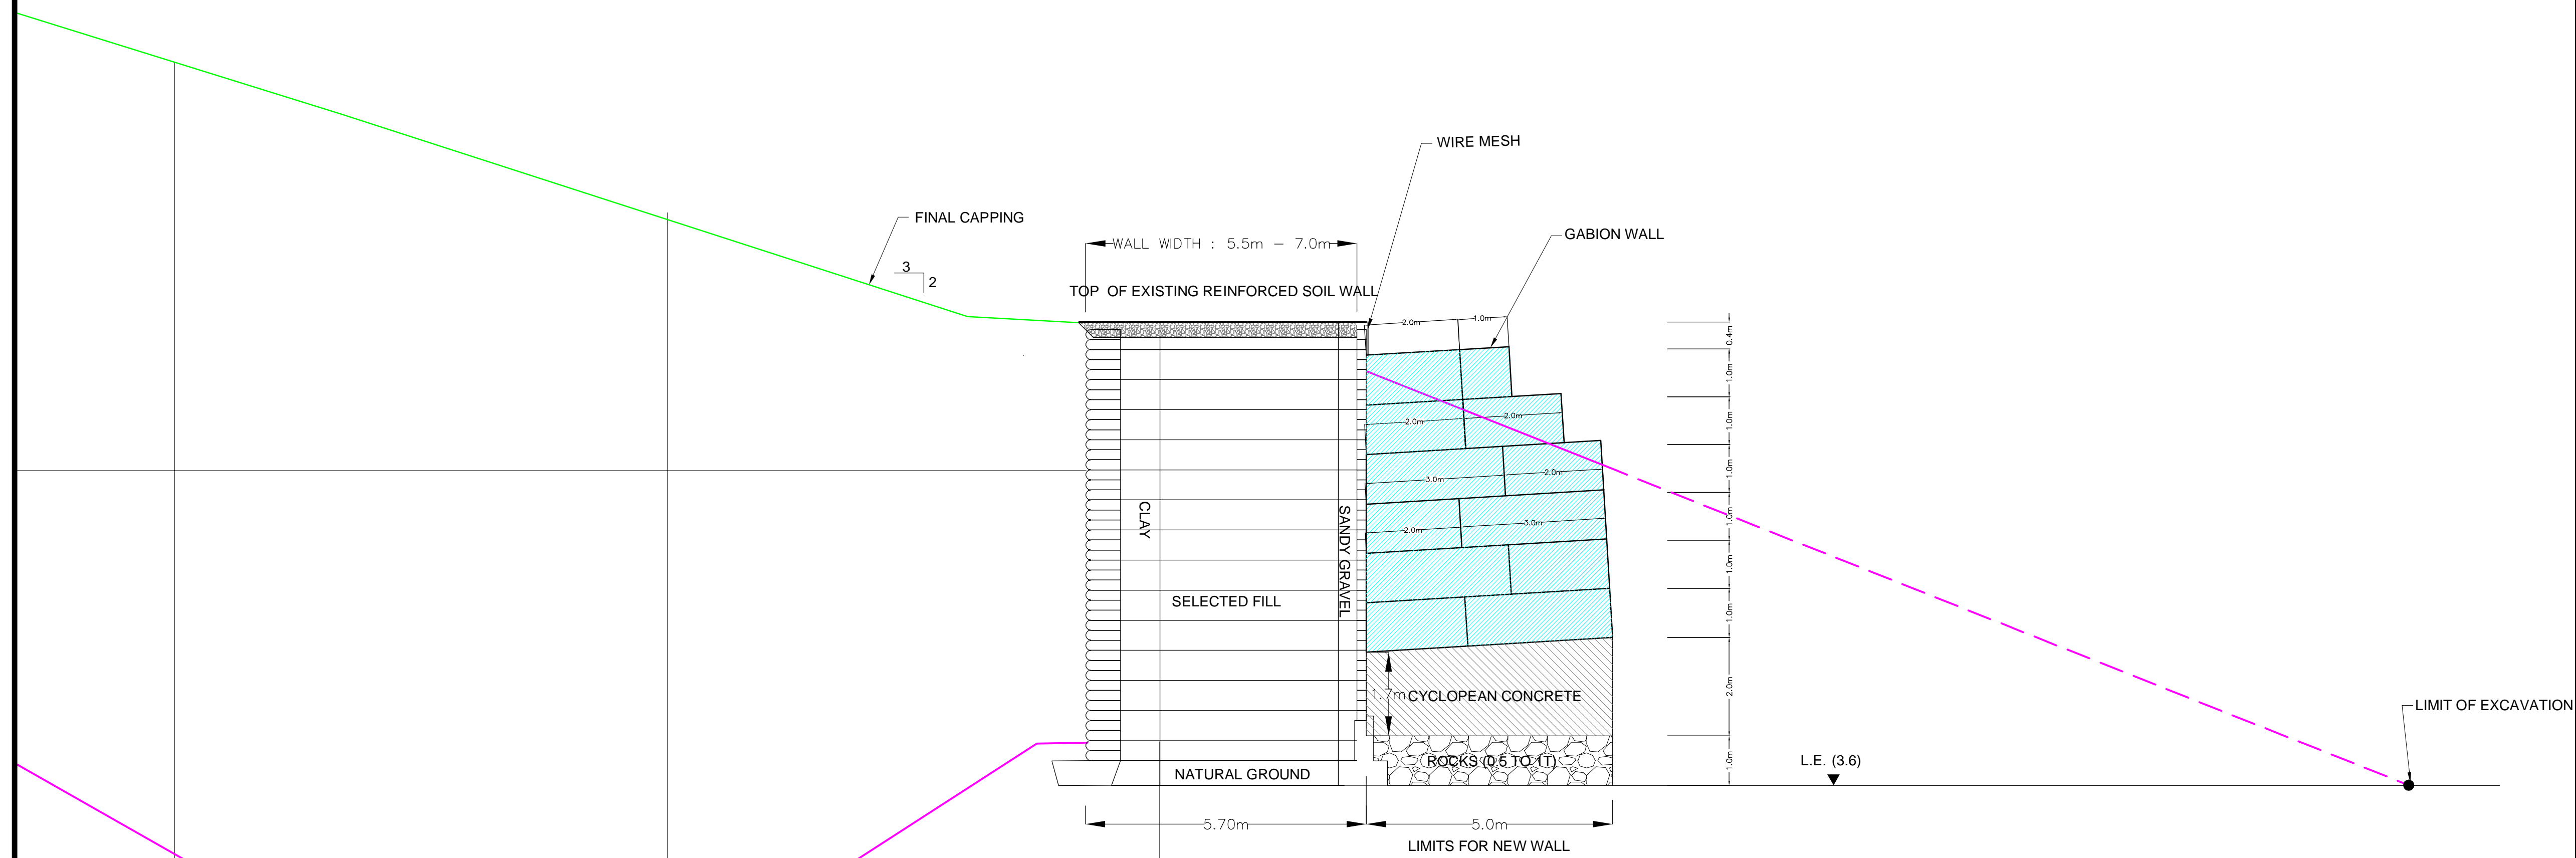 WIRE MESH
FINAL CAPPING
GABION WALL
WALL WIDTH : 5.5m - 7.0m
3
2
TOP OF EXISTING REINFORCED SOIL WALL
2.0m
1.0m
0.4m
1.0m
2.0m
2.0m
1.0m
3.0m
2.0m
1.0m
CLAY
SANDY GRAVEL
2.0m
3.0m
1.0m
1.0m
SELECTED FILL
1.0m
1.7m
CYCLOPEAN CONCRETE
2.0m
LIMIT OF EXCAVATION
NATURAL GROUND
ROCKS (0.5 TO 1T)
1.0m
L.E. (3.6)
5.70m
5.0m
LIMITS FOR NEW WALL